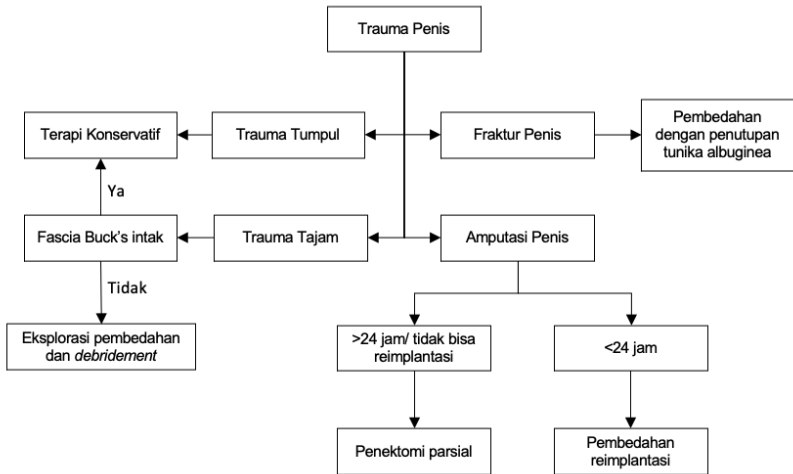 Trauma Penis
Terapi Konservatif
Trauma Tumpul
Fraktur Penis
Pembedahan
dengan penutupan
tunika albuginea
Ya
Fascia Buck's intak
Trauma Tajam
Amputasi Penis
Tidak
Eksplorasi pembedahan
dan debridement
>24 jam/ tidak bisa
reimplantasi
<24 jam
Penektomi parsial
Pembedahan
reimplantasi